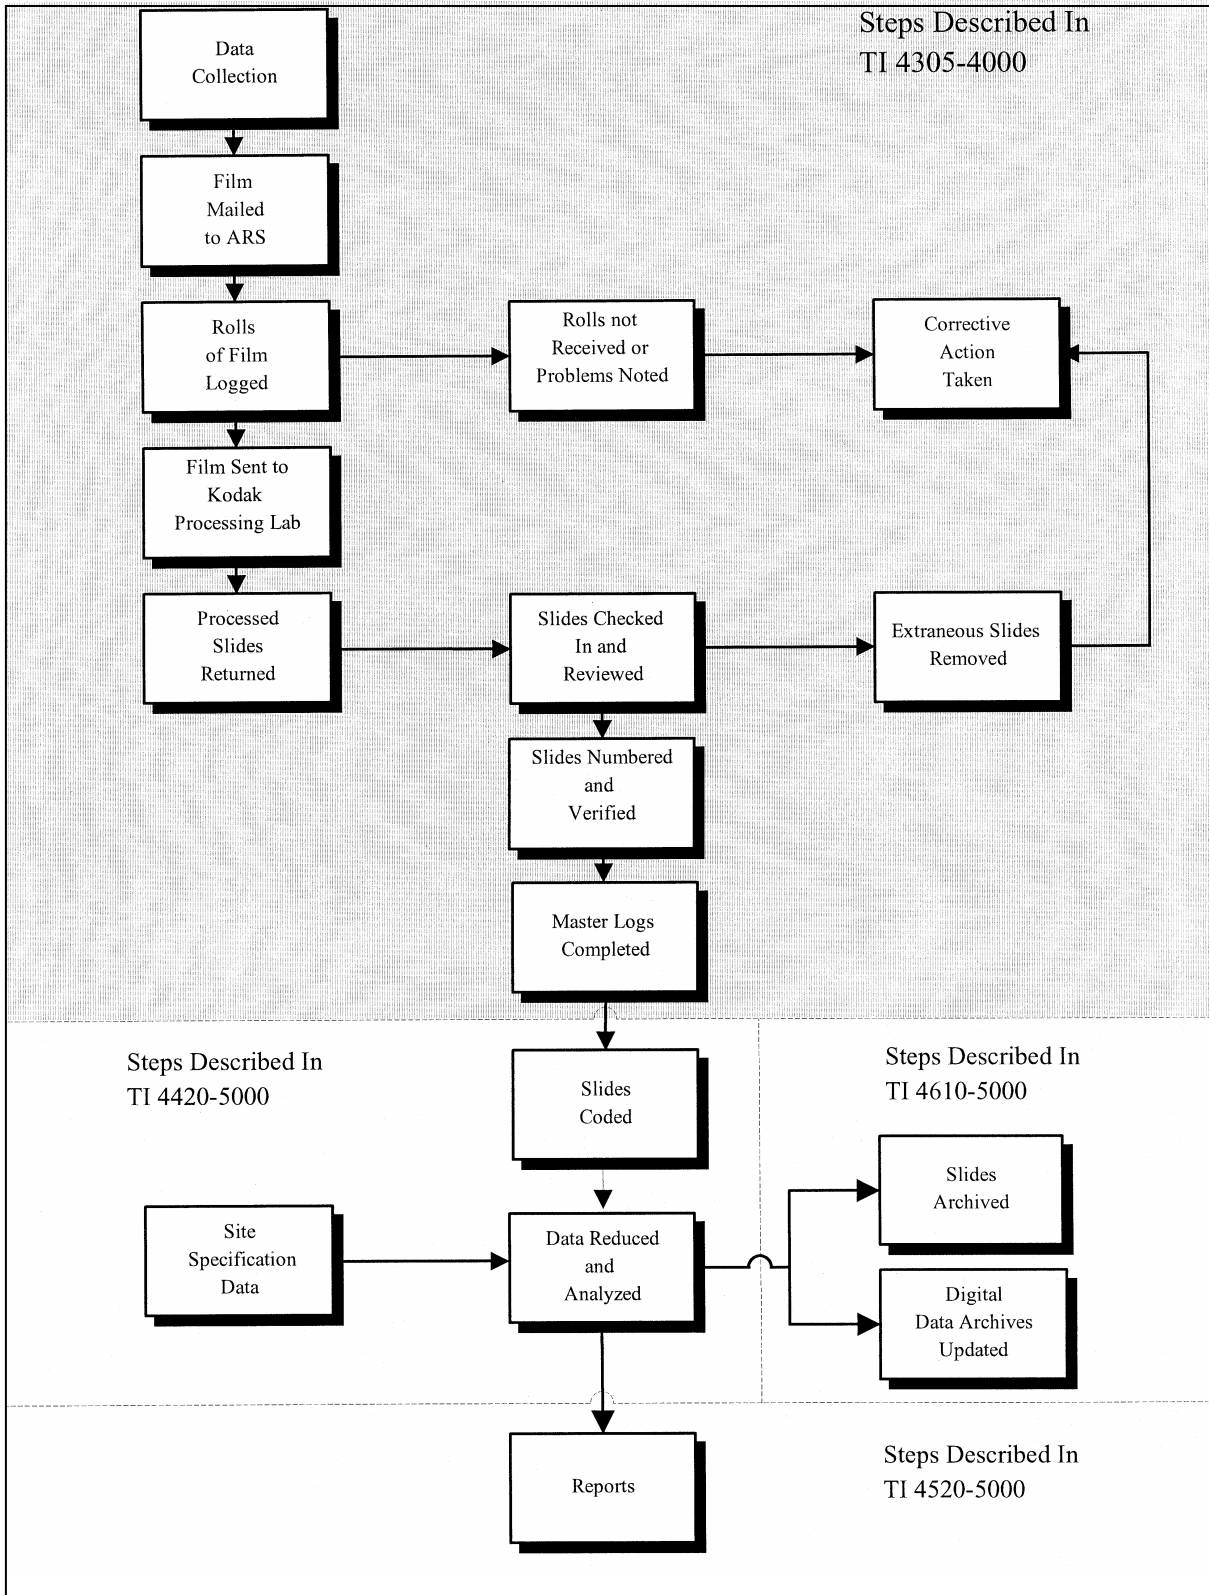 Steps Described In
TI 4305-4000
Data
Collection
Film
Mailed
to ARS
Rolls
of Film
Logged
Rolls not
Received or
Problems Noted
Corrective
Action
Taken
Film Sent to
Kodak
Processing Lab
Processed
Slides
Returned
Slides Checked
In and
Reviewed
Extraneous Slides
Removed
Slides Numbered
and
Verified
Master Logs
Completed
Steps Described In
TI 4420-5000
Slides
Coded
Steps Described In
TI 4610-5000
Site
Specification
Data
Data Reduced
and
Analyzed
Slides
Archived
Digital
Data Archives
Updated
Reports
Steps Described In
TI 4520-5000